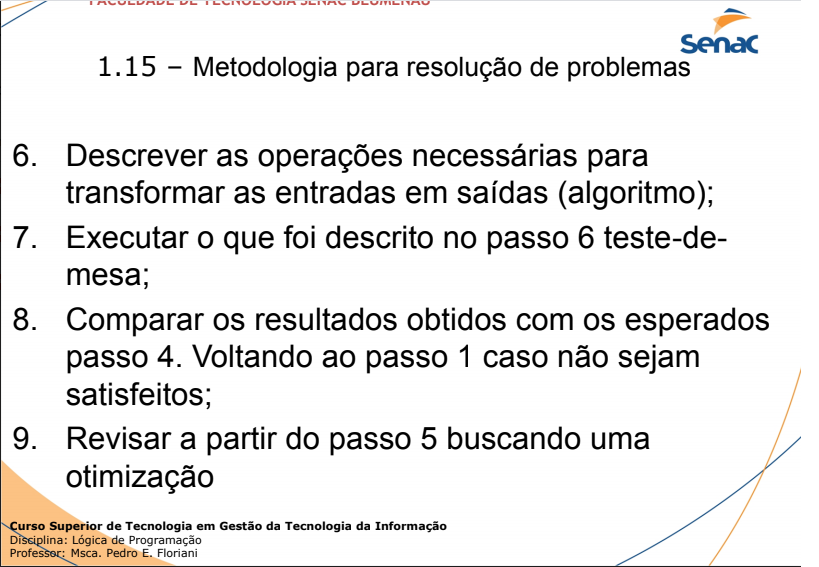 FACULDADE DE TECNOLOGIA SENAC BLUMENAU
senac
1.15 – Metodologia para resolução de problemas
6. Descrever as operações necessárias para
transformar as entradas em saídas (algoritmo);
7. Executar o que foi descrito no passo 6 teste-de-
mesa;
8. Comparar os resultados obtidos com os esperados
passo 4. Voltando ao passo 1 caso não sejam
satisfeitos;
9. Revisar a partir do passo 5 buscando uma
otimização
Curso Superior de Tecnologia em Gestão da Tecnologia da Informação
Disciplina: Lógica de Programação
Professor: Msca. Pedro E. Floriani